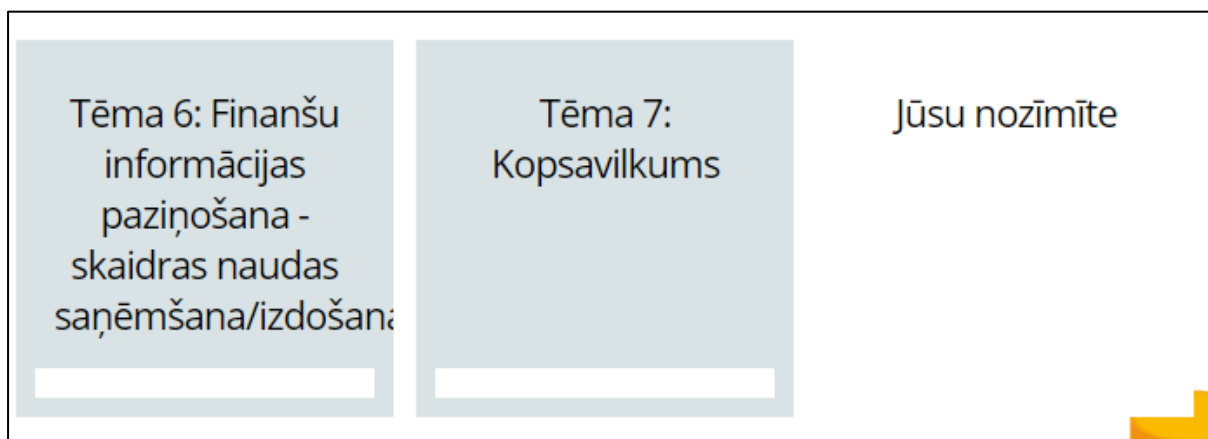 Tēma 6: Finanšu
informācijas
paziņošana -
skaidras naudas
saņēmšana/izdošana
Tēma 7:
Kopsavilkums
Jūsu nozīmīte